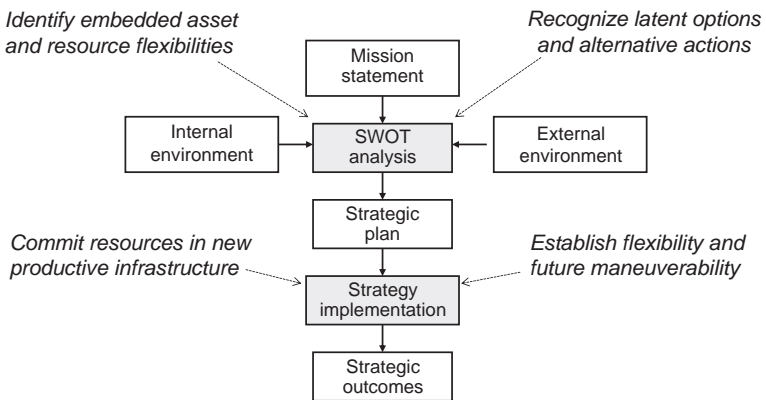 Identify embedded asset
and resource flexibilities
Recognize latent options
and alternative actions
Mission
statement
Internal
environment
SWOT
analysis
External
environment
Strategic
plan
Commit resources in new
productive infrastructure
Establish flexibility and
future maneuverability
Strategy
implementation
Strategic
outcomes